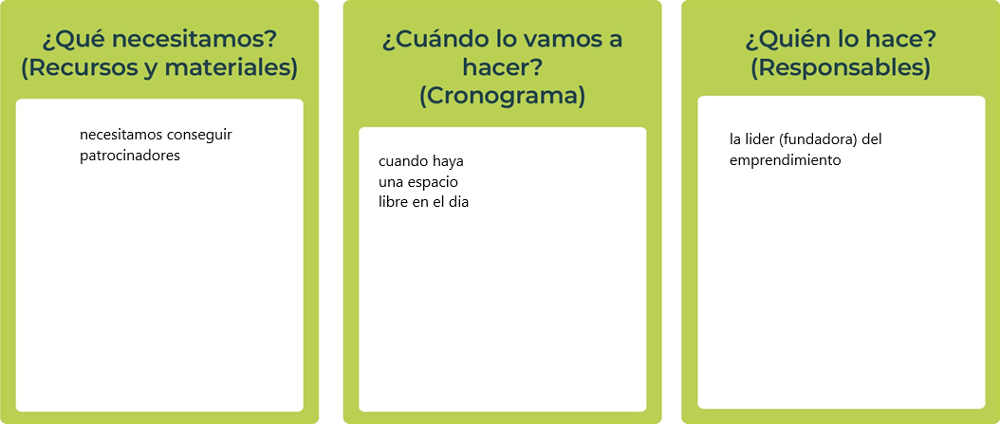 ¿Qué necesitamos?
(Recursos y materiales)
necesitamos conseguir
patrocinadores
¿Cuándo lo vamos a
hacer?
(Cronograma)
cuando haya
una espacio
libre en el dia
¿Quién lo hace?
(Responsables)
la lider (fundadora) del
emprendimiento